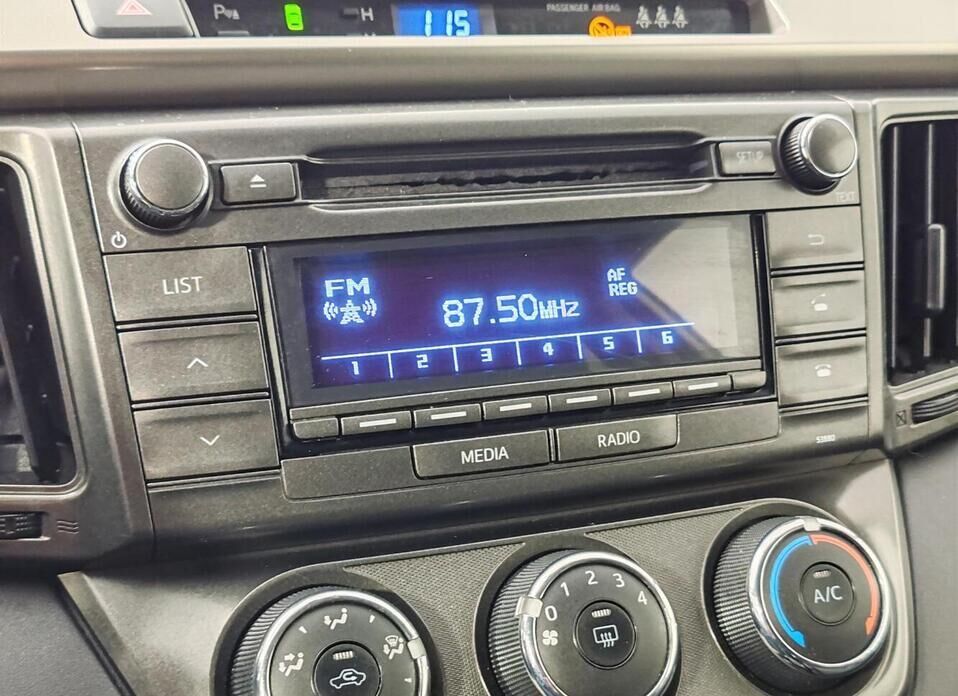 P H 115 PASSENGER AIR BAG
SETUP
TEXT
LIST
FM
87.50MHz
AF
REG
1 2 3 4 5 6
MEDIA RADIO
53880
0 1 2 3 4
A/C